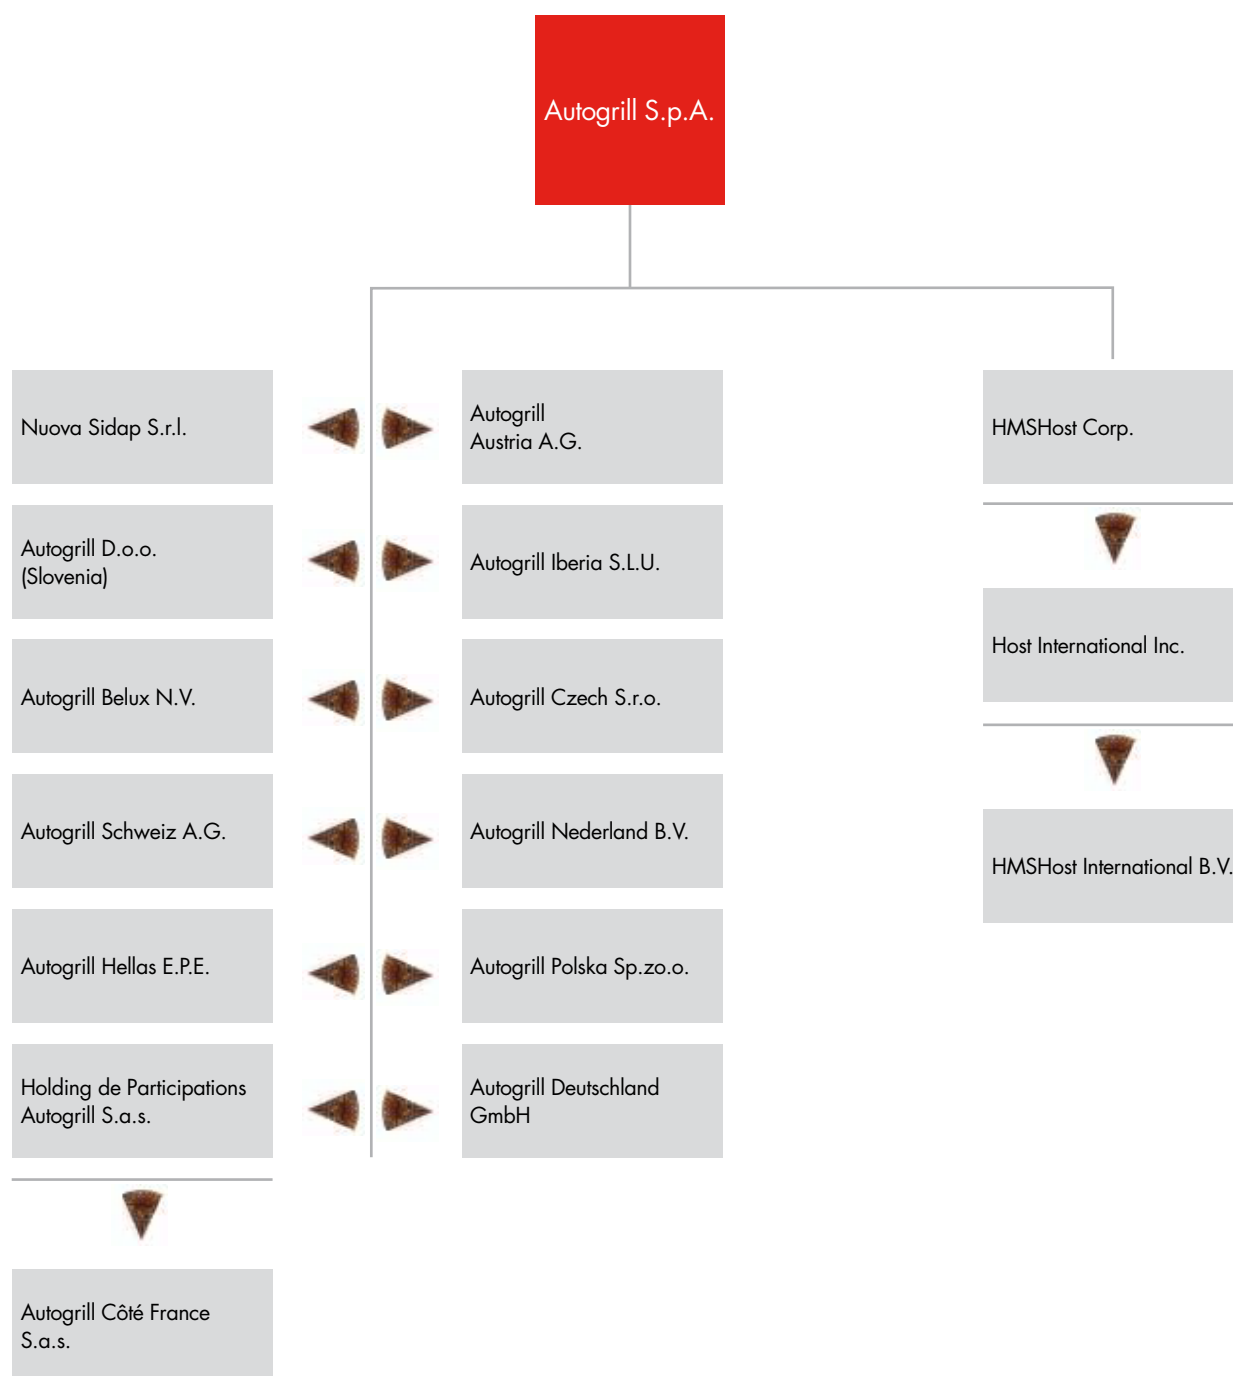 Autogrill S.p.A.
Nuova Sidap S.r.l.
Autogrill
Austria A.G.
HMSHost Corp.
Autogrill D.o.o.
(Slovenia)
Autogrill Iberia S.L.U.
Host International Inc.
Autogrill Belux N.V.
Autogrill Czech S.r.o.
Autogrill Schweiz A.G.
Autogrill Nederland B.V.
HMSHost International B.V.
Autogrill Hellas E.P.E.
Autogrill Polska Sp.zo.o.
Holding de Participations
Autogrill S.a.s.
Autogrill Deutschland
GmbH
Autogrill Côté France
S.a.s.